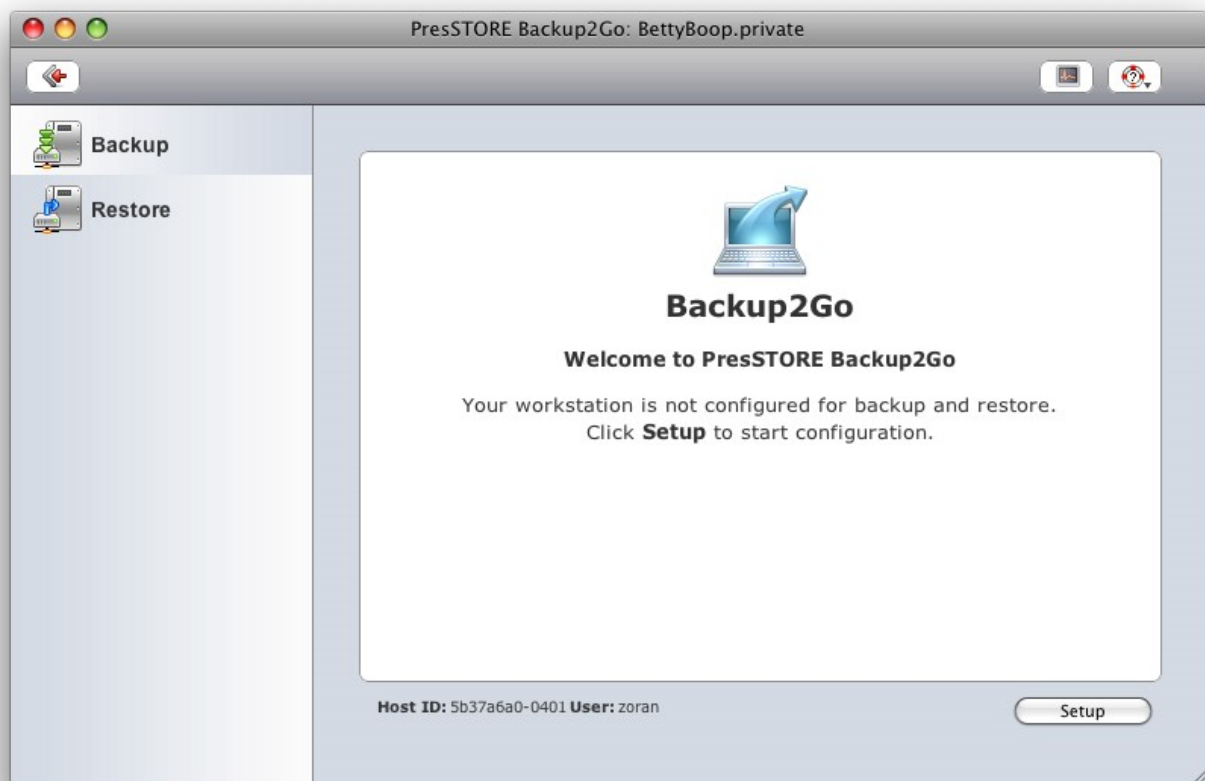 PresSTORE Backup2Go: BettyBoop.private
Backup
Restore
Backup2Go
Welcome to PresSTORE Backup2Go
Your workstation is not configured for backup and restore.
Click Setup to start configuration.
Host ID: 5b37a6a0-0401 User: zoran
Setup